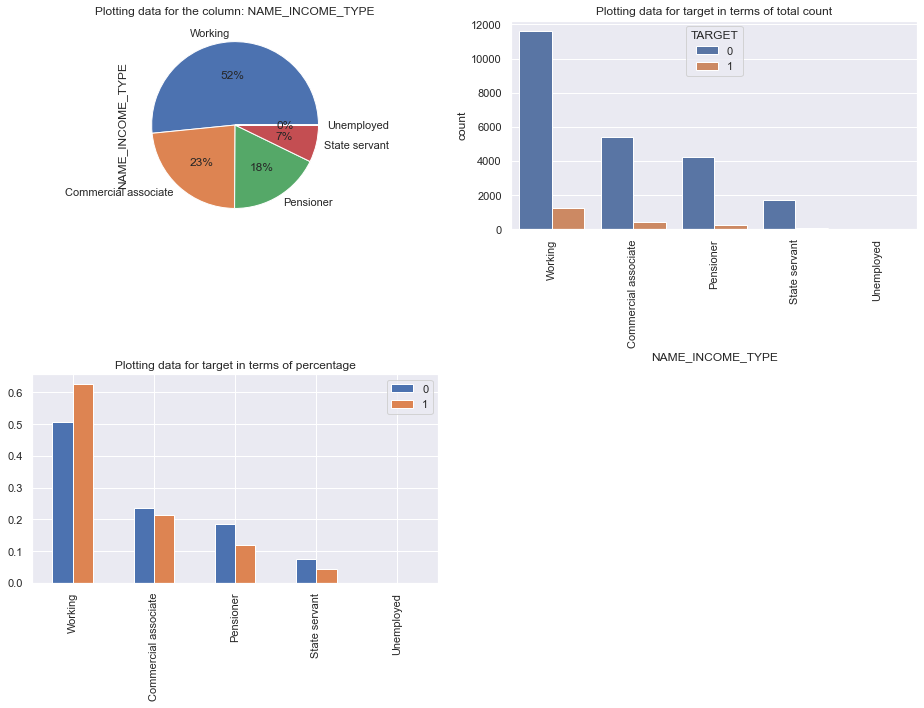 Plotting data for the column: NAME_INCOME_TYPE
NAME_INCOME_TYPE
Working
52%
23%
Commercial associate
18%
Pensioner
7%
State servant
0%
Unemployed
Plotting data for target in terms of total count
TARGET
0
1
count
12000
10000
8000
6000
4000
2000
0
Working
Commercial associate
Pensioner
State servant
Unemployed
NAME_INCOME_TYPE
Plotting data for target in terms of percentage
0
1
0.6
0.5
0.4
0.3
0.2
0.1
0.0
Working
Commercial associate
Pensioner
State servant
Unemployed